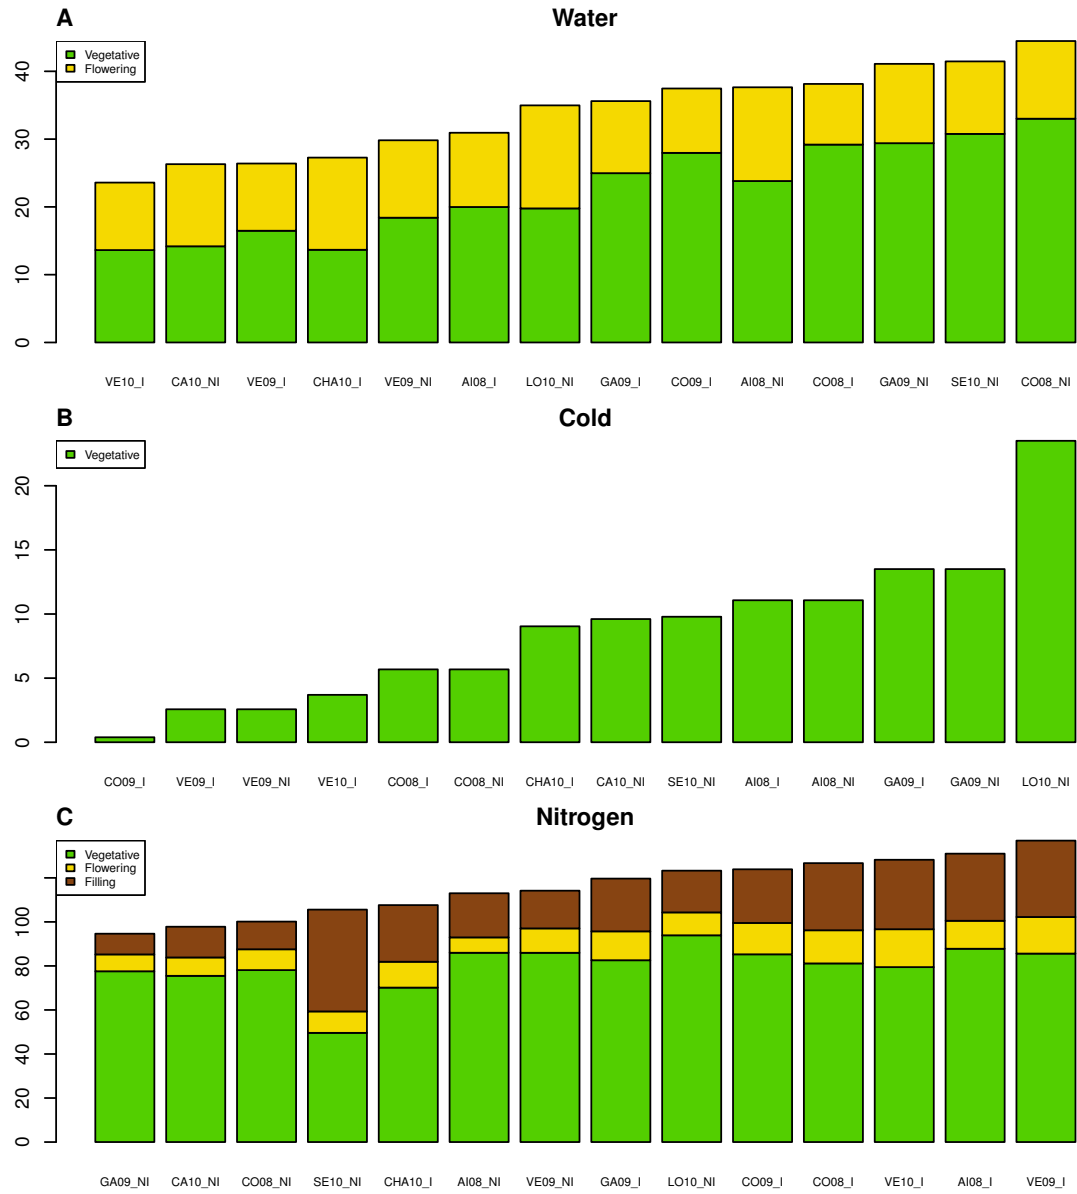 A
Water
Vegetative
Flowering
40
30
20
10
0
VE10_I CA10_NI VE09_I CHA10_I VE09_NI AI08_I LO10_NI GA09_I CO09_I AI08_NI CO08_I GA09_NI SE10_NI CO08_NI
B
Cold
Vegetative
20
15
10
5
0
CO09_I VE09_I VE09_NI VE10_I CO08_I CO08_NI CHA10_I CA10_NI SE10_NI AI08_I AI08_NI GA09_I GA09_NI LO10_NI
C
Nitrogen
Vegetative
Flowering
Filling
100
80
60
40
20
0
GA09_NI CA10_NI CO08_NI SE10_NI CHA10_I AI08_NI VE09_NI GA09_I LO10_NI CO09_I CO08_I VE10_I AI08_I VE09_I